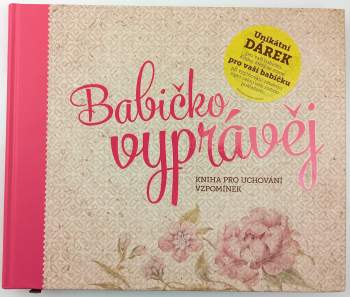 Unikátní
DÁREK
pro vaši babičku
Babičko
vyprávěj
KNIHA PRO UCHOVÁNÍ
VZPOMÍNEK